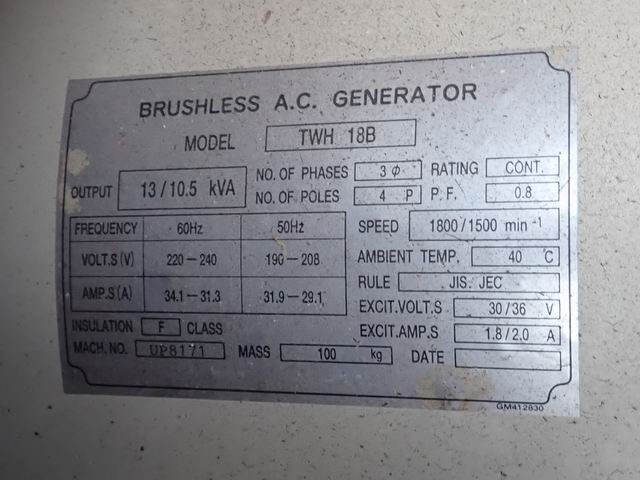 BRUSHLESS A.C. GENERATOR
MODEL TWH 18B
OUTPUT 13/10.5 kVA
NO. OF PHASES 3Φ RATING CONT.
NO. OF POLES 4 P P.F. 0.8
FREQUENCY 60Hz 50Hz
VOLT.S (V) 220-240 190-208
AMP.S (A) 34.1-31.3 31.9-29.1
SPEED 1800/1500 min⁻¹
AMBIENT TEMP. 40 C
RULE JIS. JEC
EXCIT.VOLT.S 30/36 V
EXCIT.AMP.S 1.8/2.0 A
INSULATION F CLASS
MACH. NO. UP8171 MASS 100 kg DATE
GM412830